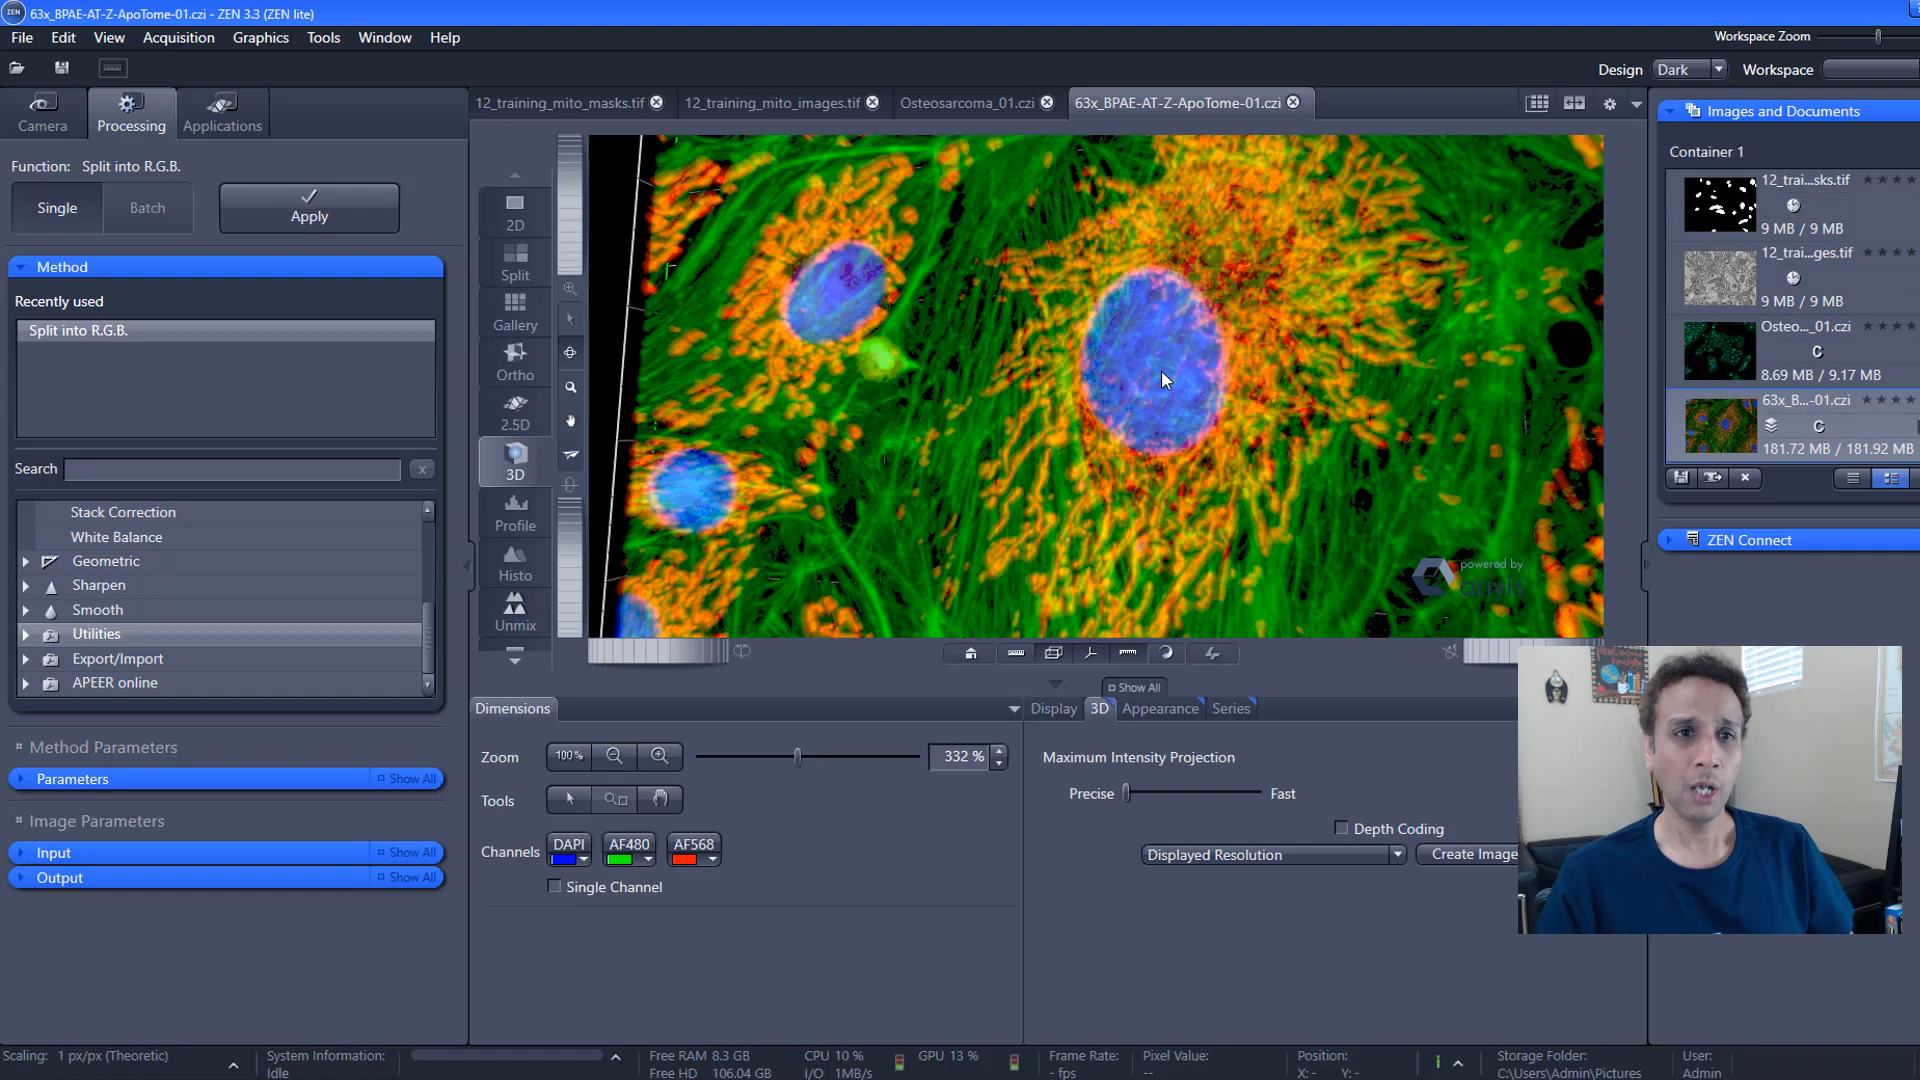 ZEN 63x_BPAE-AT-Z-ApoTome-01.czi - ZEN 3.3 (ZEN lite)
File Edit View Acquisition Graphics Tools Window Help
Workspace Zoom
Design Dark Workspace
Camera Processing Applications
12_training_mito_masks.tif 12_training_mito_images.tif Osteosarcoma_01.czi 63x_BPAE-AT-Z-ApoTome-01.czi
Function: Split into R.G.B.
Single Batch Apply
Method
Recently used
Split into R.G.B.
Search x
Stack Correction
White Balance
Geometric
Sharpen
Smooth
Utilities
Export/Import
APEER online
Method Parameters
Parameters Show All
Image Parameters
Input Show All
Output Show All
2D
Split
Gallery
Ortho
2.5D
3D
Profile
Histo
Unmix
powered by
arivis
Show All
Dimensions
Zoom 100% 332 %
Tools
Channels DAPI AF480 AF568
Single Channel
Display 3D Appearance Series
Maximum Intensity Projection
Precise Fast
Depth Coding
Displayed Resolution Create Image
Images and Documents
Container 1
12_trai...sks.tif
9 MB / 9 MB
12_trai...ges.tif
9 MB / 9 MB
Osteo..._01.czi
C
8.69 MB / 9.17 MB
63x_B...-01.czi
C
181.72 MB / 181.92 MB
ZEN Connect
Scaling: 1 px/px (Theoretic)
System Information:
Idle
Free RAM 8.3 GB
Free HD 106.04 GB
CPU 10 %
I/O 1MB/s
GPU 13 %
Frame Rate:
- fps
Pixel Value:
--
Position:
X: - Y: -
Storage Folder:
C:\Users\Admin\Pictures
User:
Admin